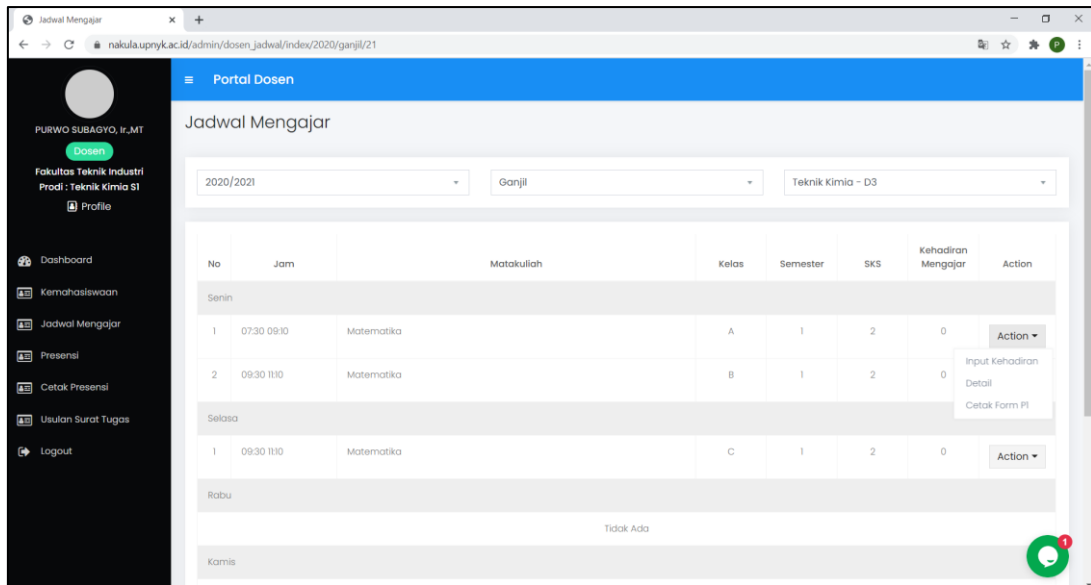 Jadwal Mengajar
nakula.upnyk.ac.id/admin/dosen_jadwal/index/2020/ganjil/21
P
PURWO SUBAGYO, Ir.,MT
Dosen
Fakultas Teknik Industri
Prodi : Teknik Kimia S1
Profile
Dashboard
Kemahasiswaan
Jadwal Mengajar
Presensi
Cetak Presensi
Usulan Surat Tugas
Logout
Portal Dosen
Jadwal Mengajar
2020/2021 Ganjil Teknik Kimia - D3
No Jam Matakuliah Kelas Semester SKS Kehadiran Mengajar Action
Senin
1 07:30 09:10 Matematika A 1 2 0 Action
Input Kehadiran
Detail
Cetak Form P1
2 09:30 11:10 Matematika B 1 2 0
Selasa
1 09:30 11:10 Matematika C 1 2 0 Action
Rabu
Tidak Ada
Kamis
1